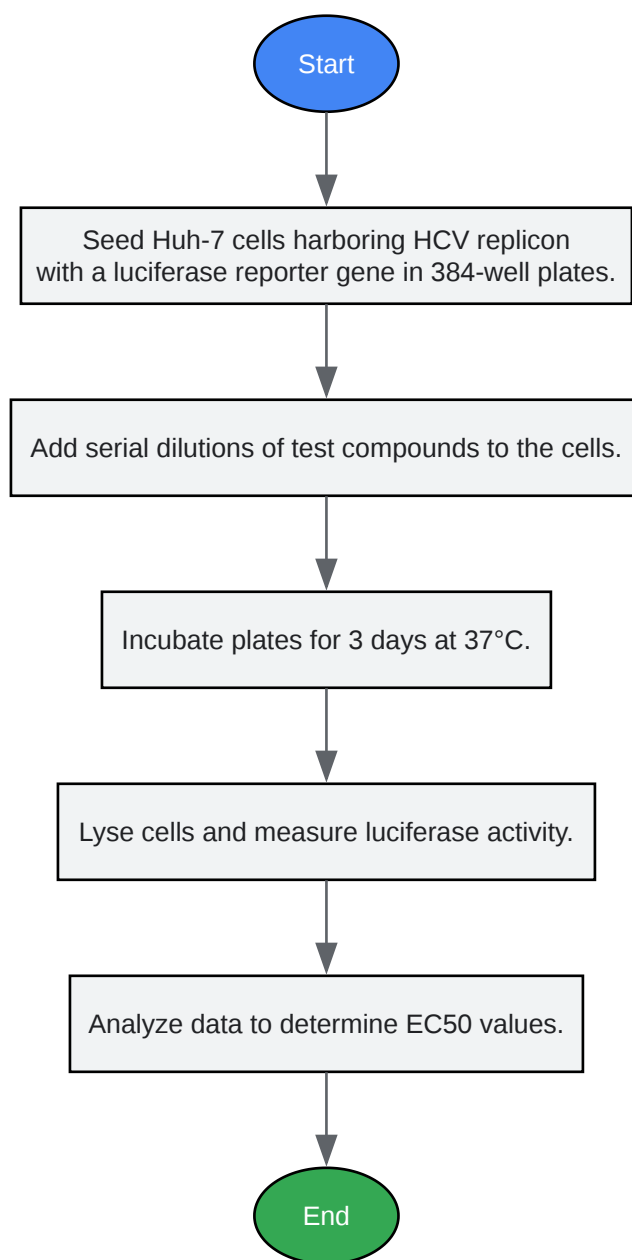 Start
Seed Huh-7 cells harboring HCV replicon
with a luciferase reporter gene in 384-well plates.
Add serial dilutions of test compounds to the cells.
Incubate plates for 3 days at 37°C.
Lyse cells and measure luciferase activity.
Analyze data to determine EC50 values.
End